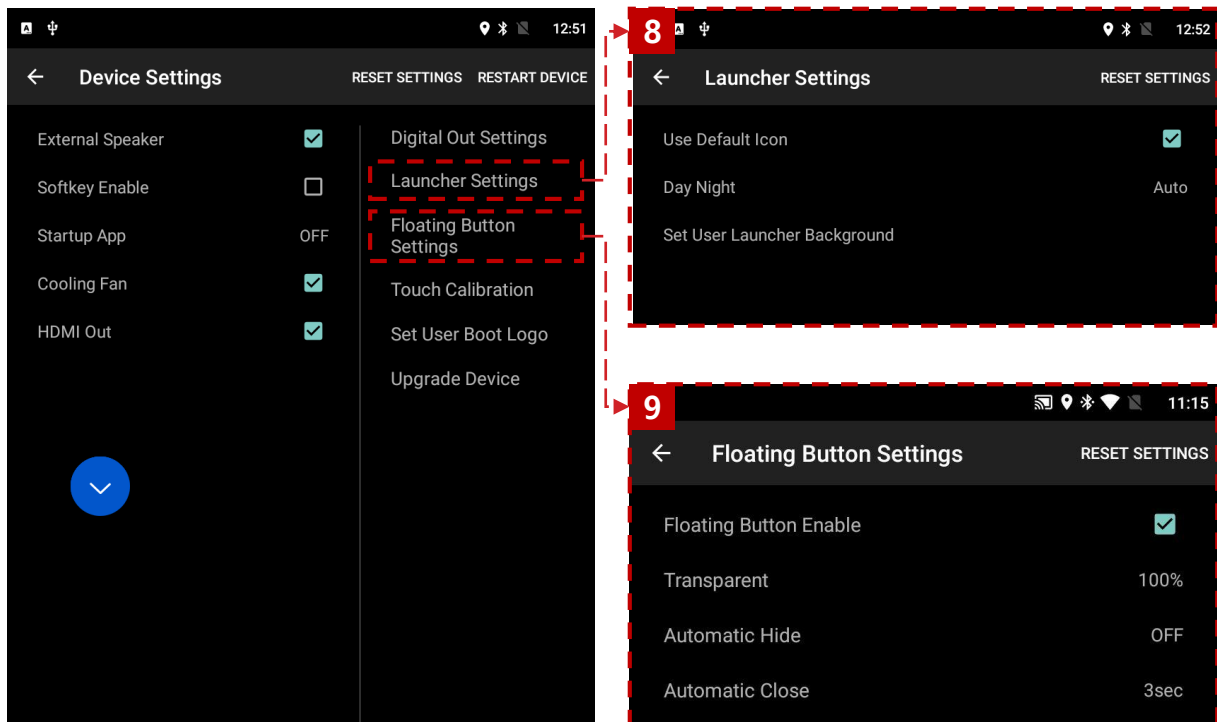 12:51
Device Settings RESET SETTINGS RESTART DEVICE
External Speaker
Softkey Enable
Startup App OFF
Cooling Fan
HDMI Out
Digital Out Settings
Launcher Settings
Floating Button
Settings
Touch Calibration
Set User Boot Logo
Upgrade Device
8
A
12:52
Launcher Settings RESET SETTINGS
Use Default Icon
Day Night Auto
Set User Launcher Background
9
11:15
Floating Button Settings RESET SETTINGS
Floating Button Enable
Transparent 100%
Automatic Hide OFF
Automatic Close 3sec